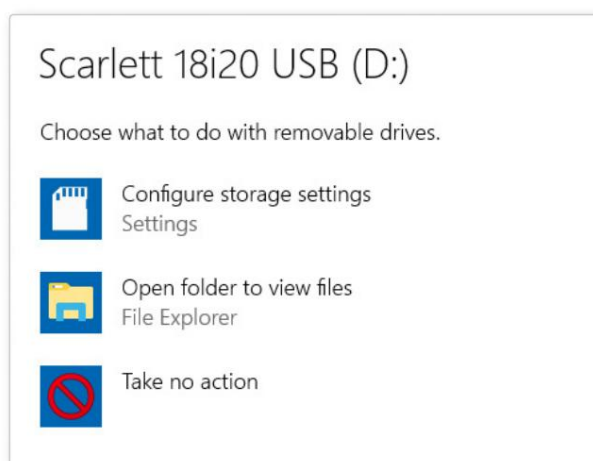 Scarlett 18i20 USB (D:)
Choose what to do with removable drives.
Configure storage settings
Settings
Open folder to view files
File Explorer
Take no action